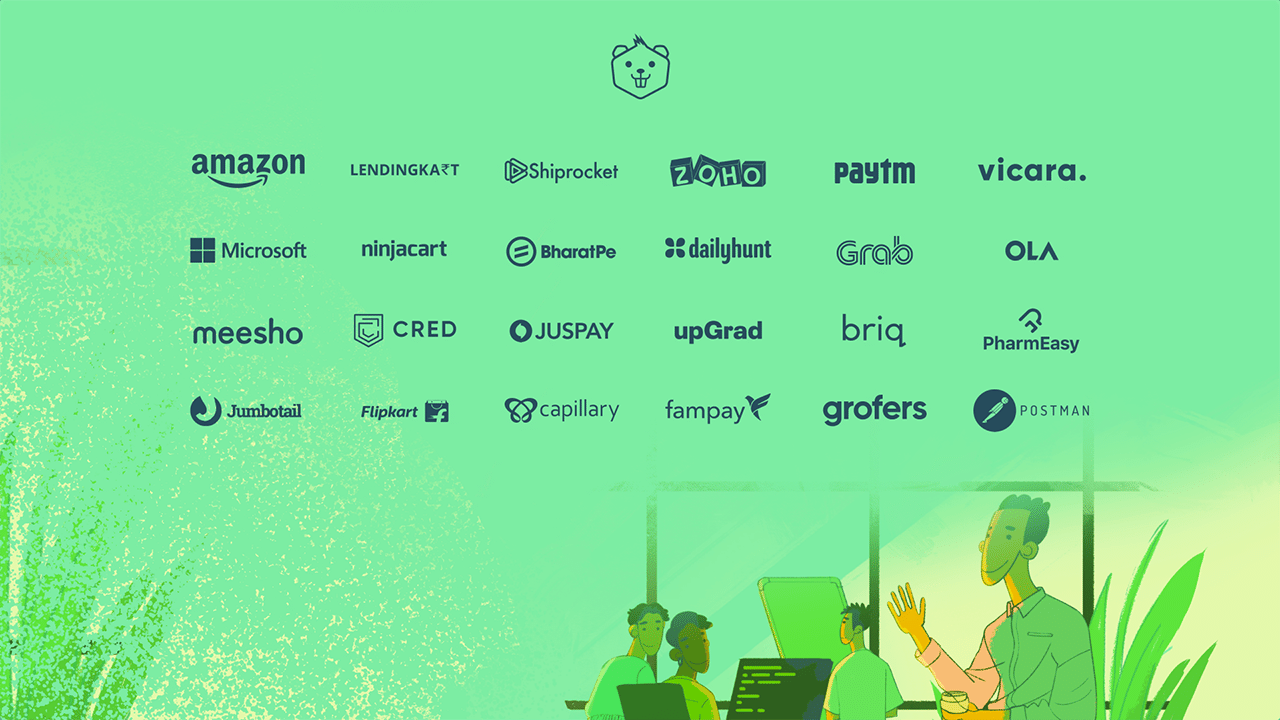 amazon LENDINGKA₹T Shiprocket ZOHO paytm vicara.
Microsoft ninjacart BharatPe dailyhunt Grab OLA
meesho CRED JUSPAY upGrad briq PharmEasy
Jumbotail Flipkart capillary fampay grofers POSTMAN